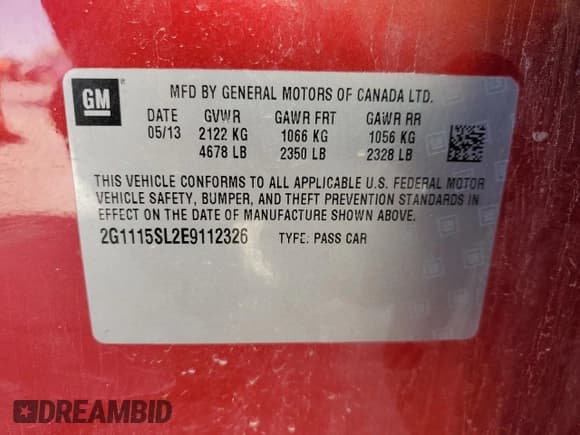 GM
MFD BY GENERAL MOTORS OF CANADA LTD.
DATE GVWR GAWR FRT GAWR RR
05/13 2122 KG 1066 KG 1056 KG
4678 LB 2350 LB 2328 LB
THIS VEHICLE CONFORMS TO ALL APPLICABLE U.S. FEDERAL MOTOR
VEHICLE SAFETY, BUMPER, AND THEFT PREVENTION STANDARDS IN
EFFECT ON THE DATE OF MANUFACTURE SHOWN ABOVE.
2G1115SL2E9112326 TYPE: PASS CAR
DREAMBID